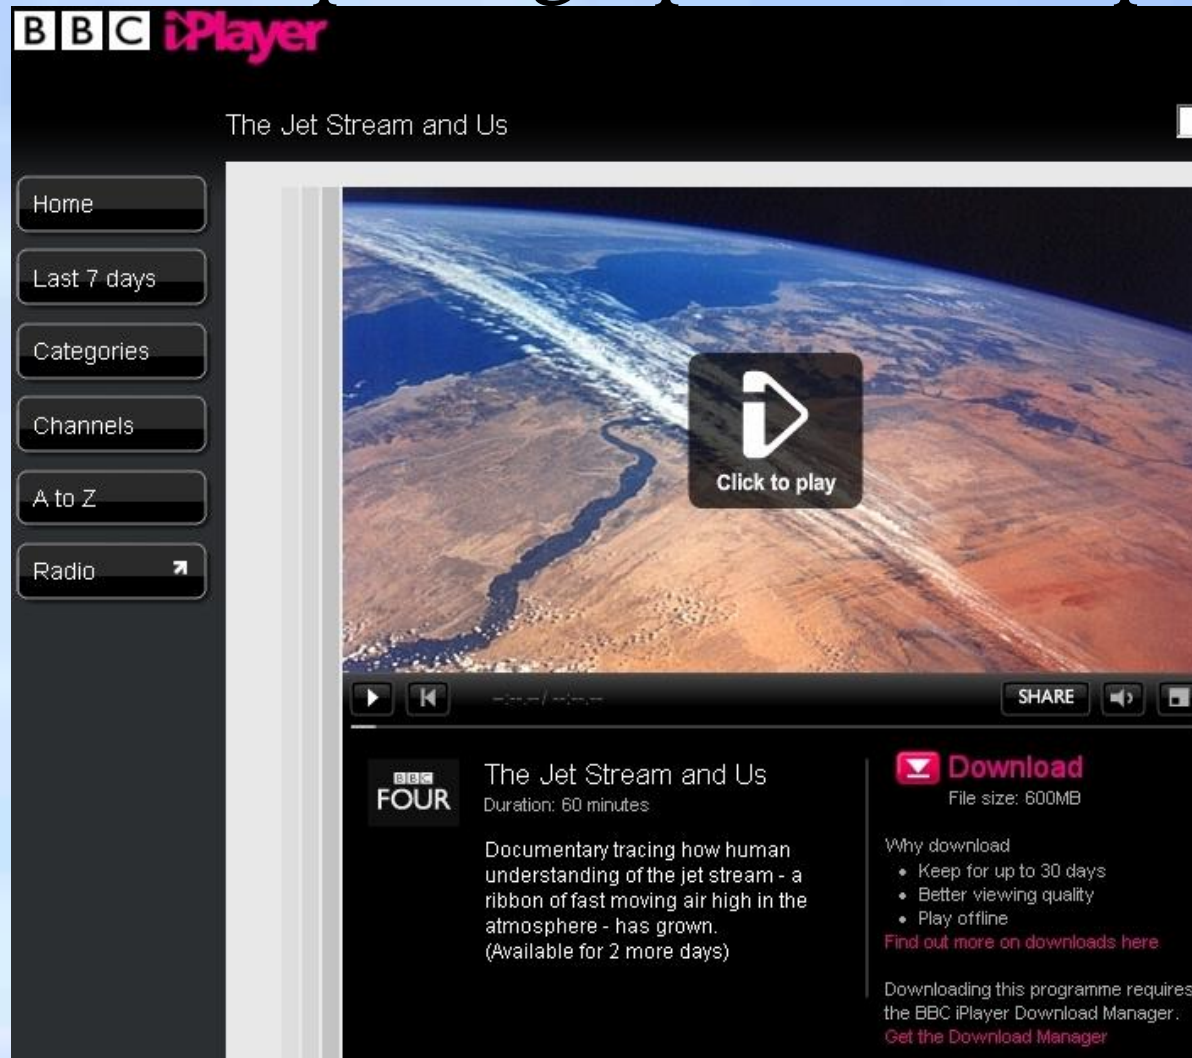 BBC iPlayer
The Jet Stream and Us
Home
Last 7 days
Categories
Channels
A to Z
Radio
Click to play
--:--.--/ --:--.--
SHARE
BBC
FOUR
The Jet Stream and Us
Duration: 60 minutes
Documentary tracing how human
understanding of the jet stream - a
ribbon of fast moving air high in the
atmosphere - has grown.
(Available for 2 more days)
Download
File size: 600MB
Why download
• Keep for up to 30 days
• Better viewing quality
• Play offline
Find out more on downloads here
Downloading this programme requires
the BBC iPlayer Download Manager.
Get the Download Manager